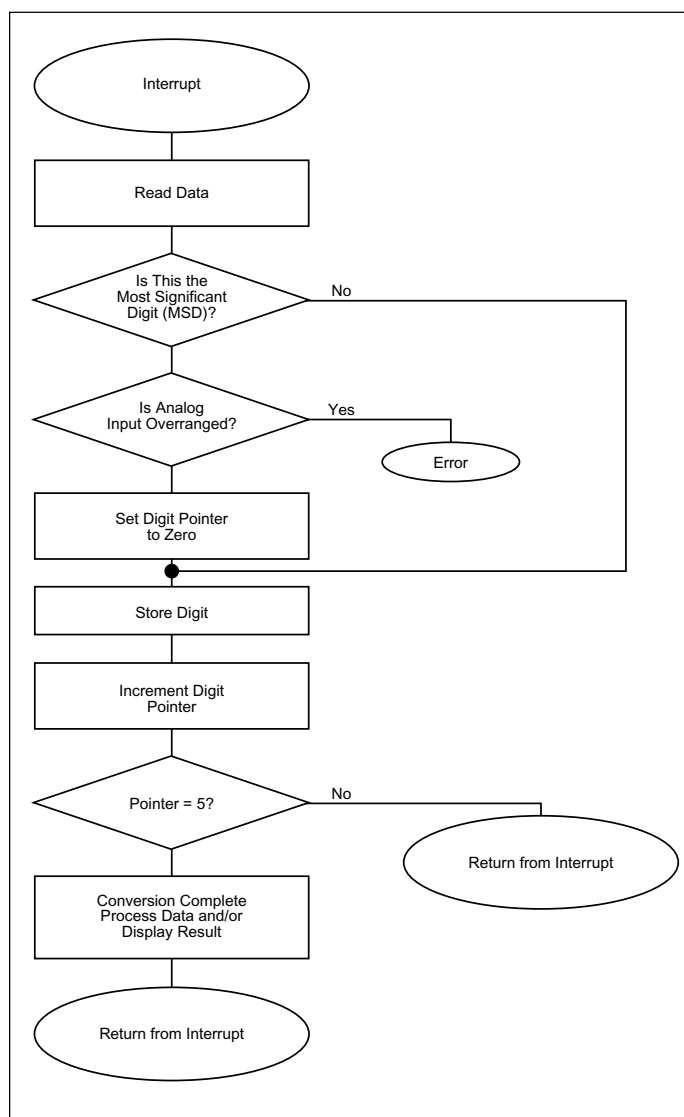 Interrupt
Read Data
Is This the
Most Significant
Digit (MSD)?
No
Is Analog
Input Overranged?
Yes
Error
Set Digit Pointer
to Zero
Store Digit
Increment Digit
Pointer
Pointer = 5?
No
Return from Interrupt
Conversion Complete
Process Data and/or
Display Result
Return from Interrupt